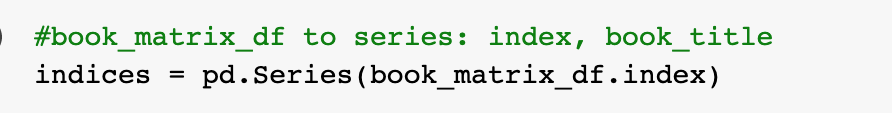 #book_matrix_df to series: index, book_title
indices = pd.Series(book_matrix_df.index)